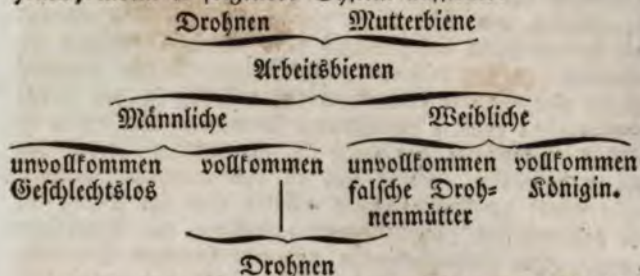 Drohnen Mutterbiene
Arbeitsbienen
Männliche Weibliche
unvollkommen vollkommen unvollkommen vollkommen
Geschlechtslos falsche Droh= Königin.
nenmütter
Drohnen